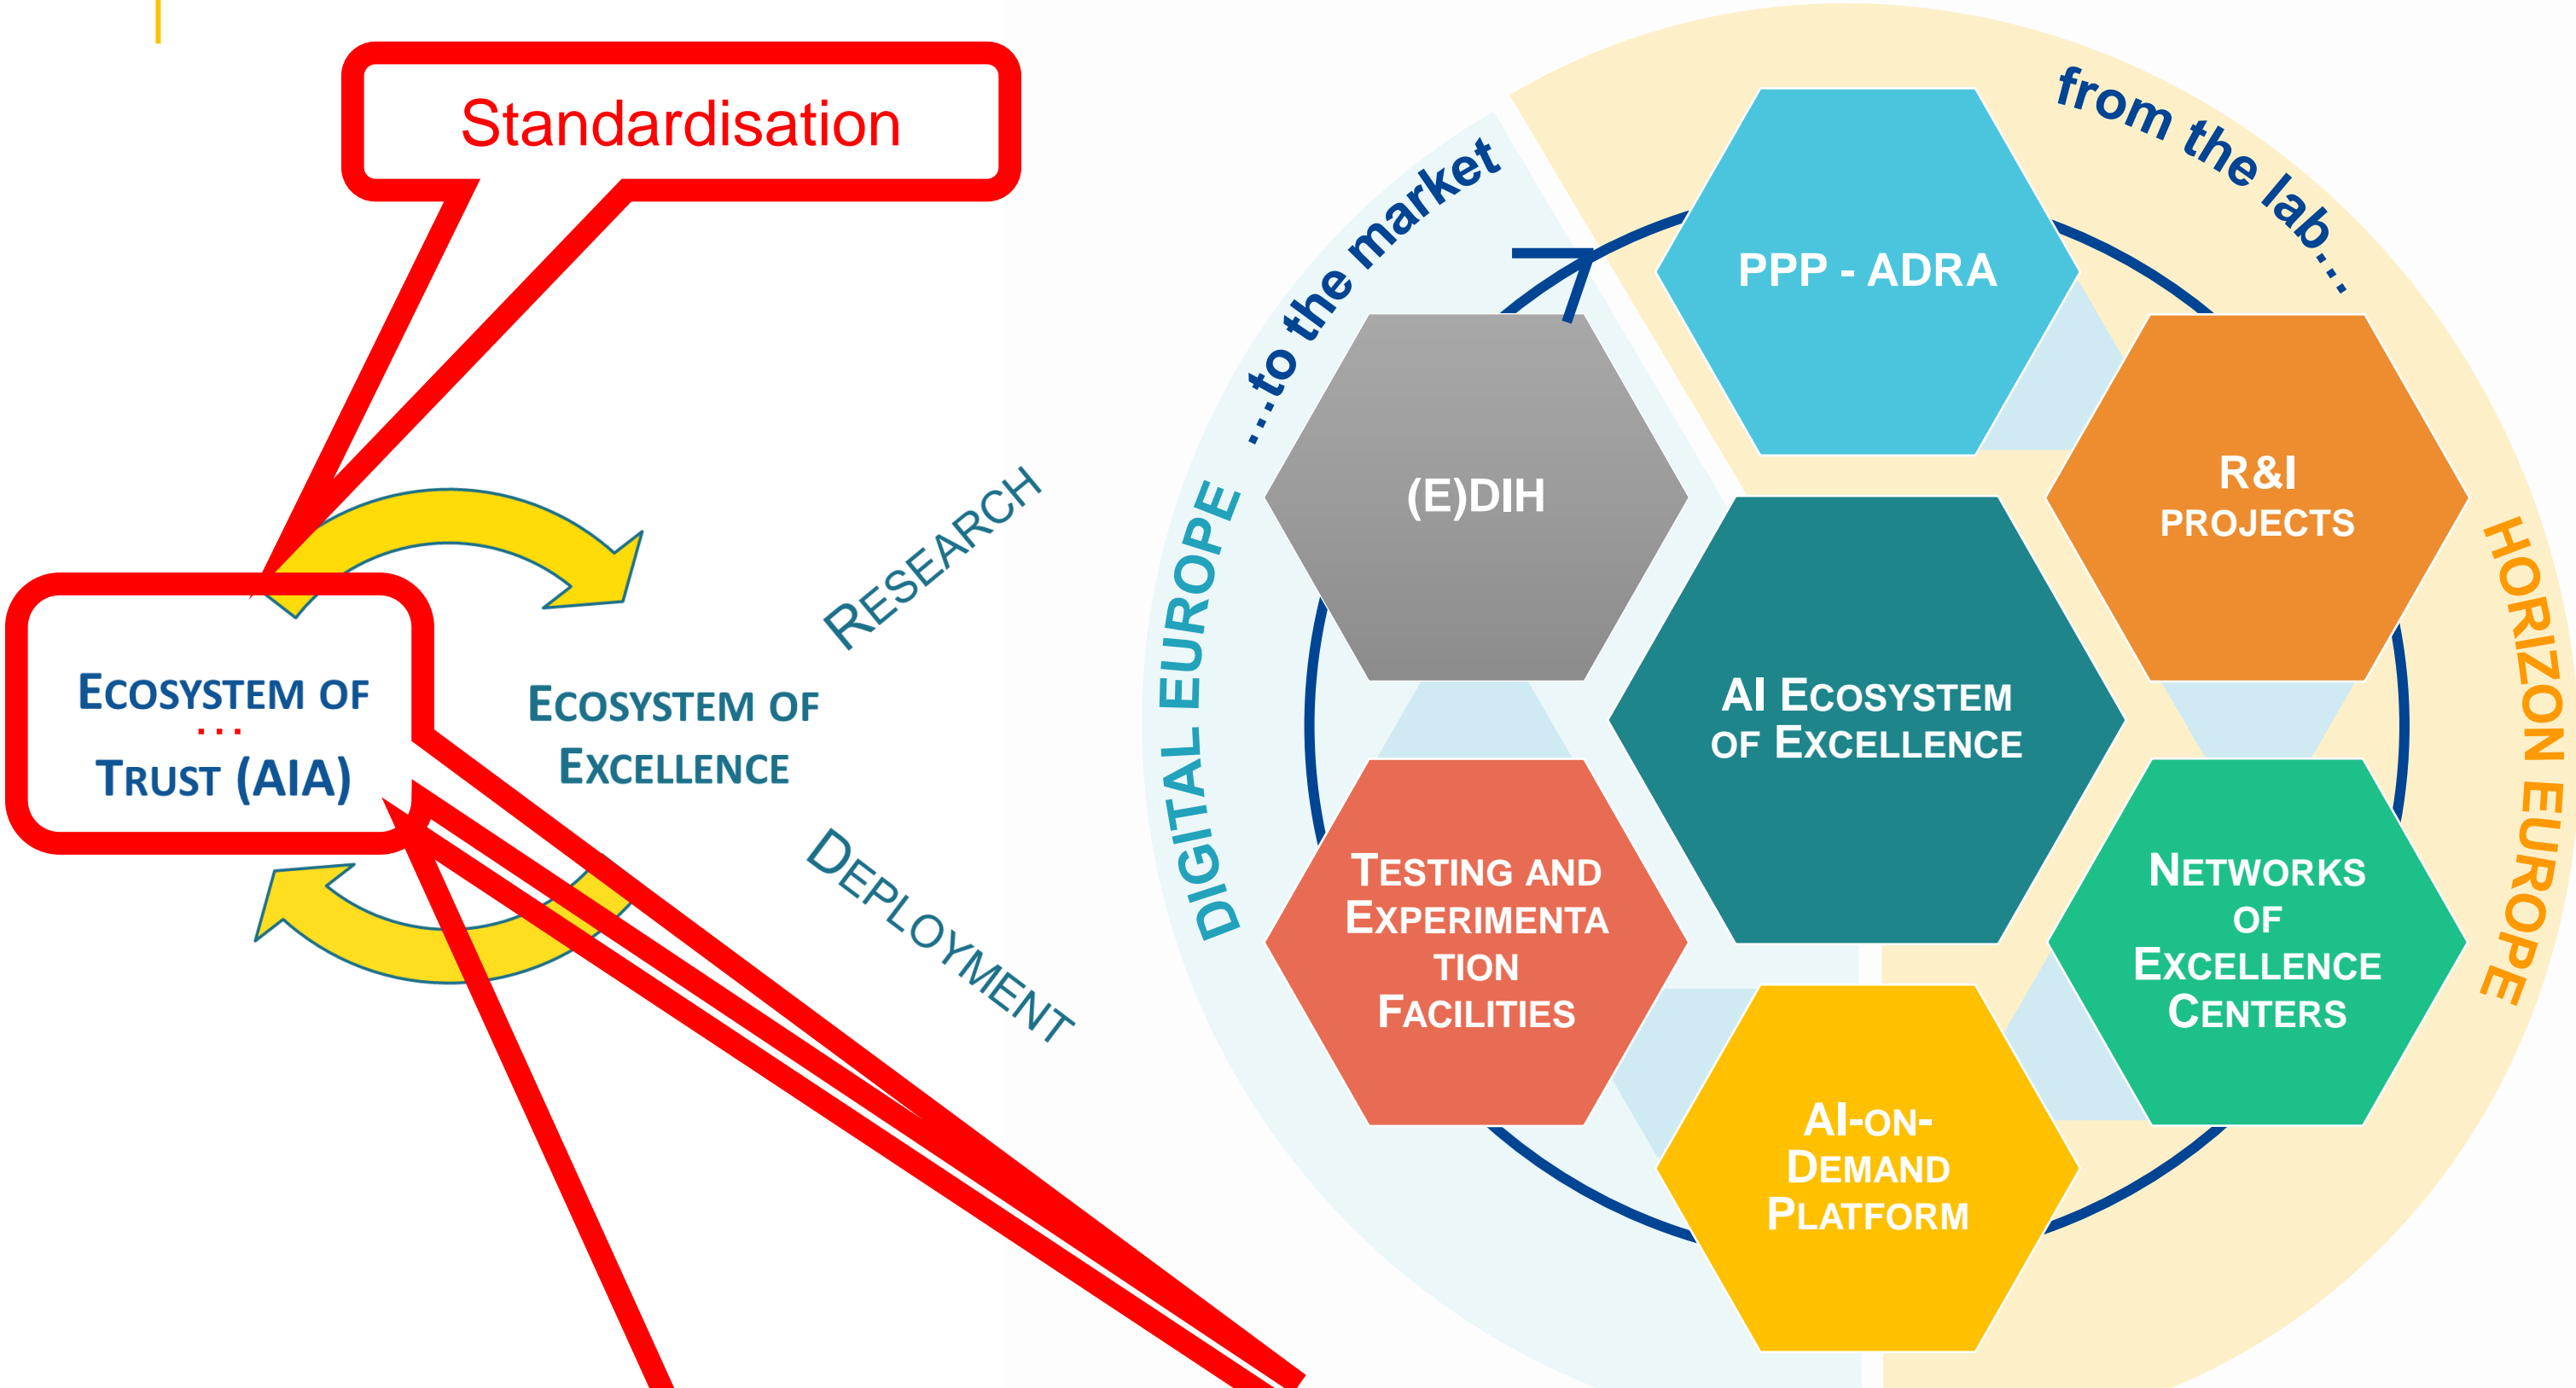 Standardisation
ECOSYSTEM OF
...
TRUST (AIA)
ECOSYSTEM OF
EXCELLENCE
RESEARCH
DEPLOYMENT
...to the market
from the lab...
DIGITAL EUROPE
HORIZON EUROPE
PPP - ADRA
R&I
PROJECTS
(E)DIH
AI ECOSYSTEM
OF EXCELLENCE
TESTING AND
EXPERIMENTA
TION
FACILITIES
NETWORKS
OF
EXCELLENCE
CENTERS
AI-ON-
DEMAND
PLATFORM